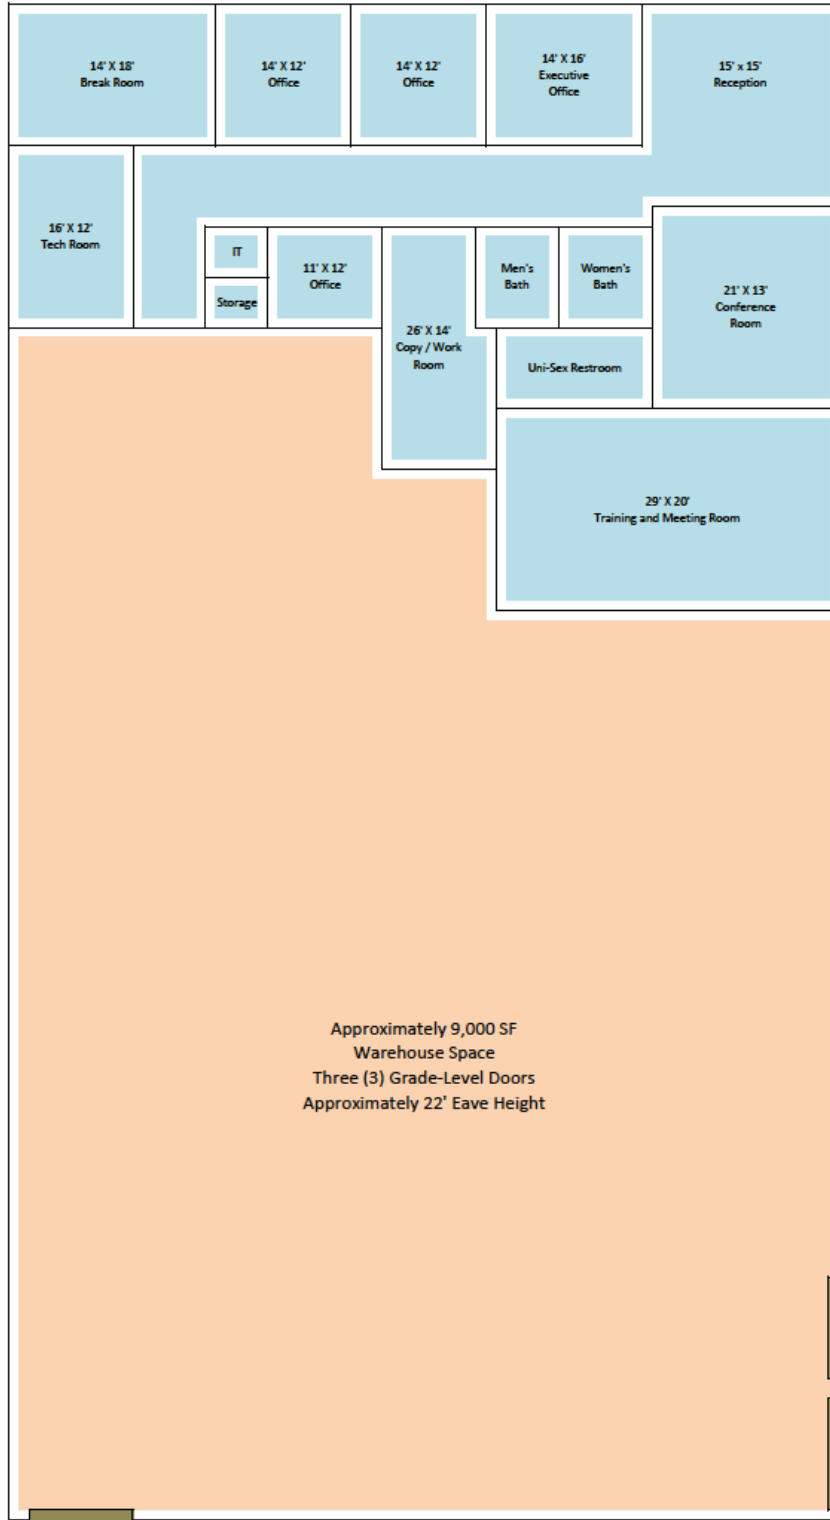 14' X 18'
Break Room
14' X 12'
Office
14' X 12'
Office
14' X 16'
Executive
Office
15' x 15'
Reception
16' X 12'
Tech Room
IT
Storage
11' X 12'
Office
26' X 14'
Copy / Work
Room
Men's
Bath
Women's
Bath
21' X 13'
Conference
Room
Uni-Sex Restroom
29' X 20'
Training and Meeting Room
Approximately 9,000 SF
Warehouse Space
Three (3) Grade-Level Doors
Approximately 22' Eave Height